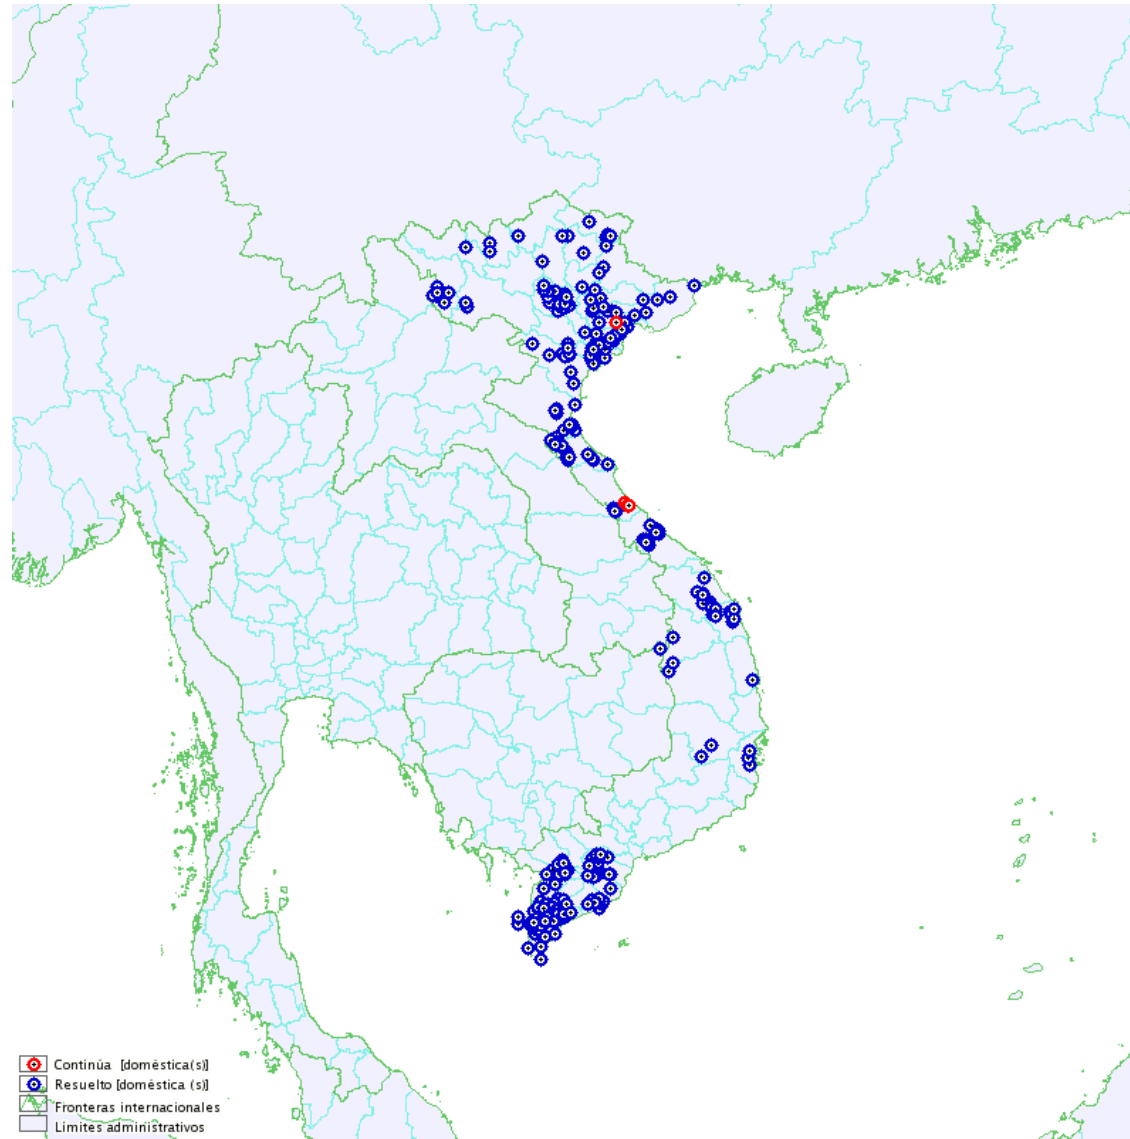 Continúa [doméstica(s)]
Resuelto [doméstica (s)]
Fronteras internacionales
Límites administrativos